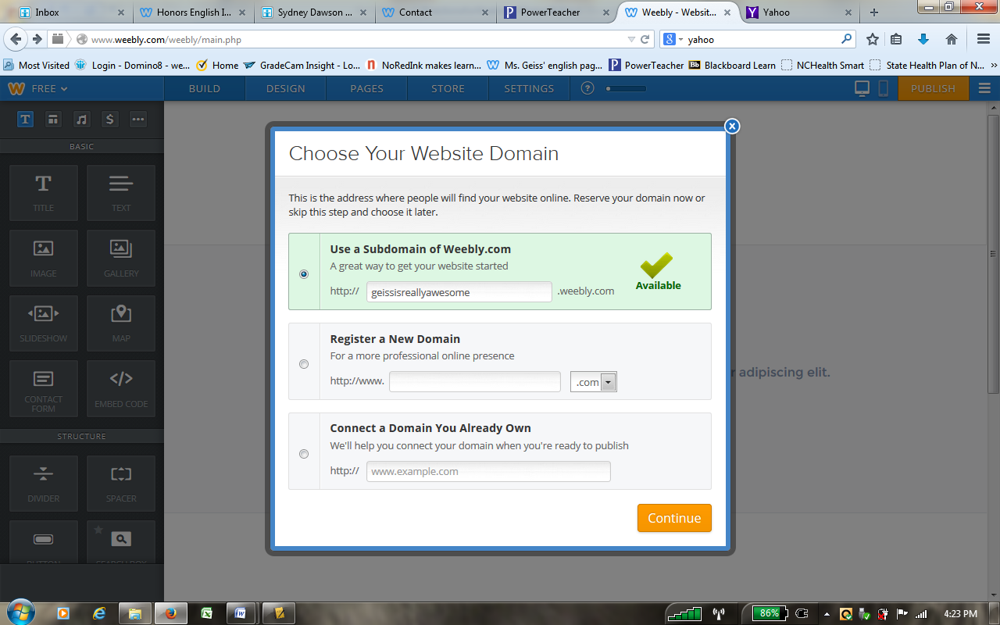 Inbox
Honors English I...
Sydney Dawson ...
Contact
PowerTeacher
Weebly - Websit...
Yahoo
www.weebly.com/weebly/main.php
yahoo
Most Visited
Login - Domino8 - we...
Home
GradeCam Insight - Lo...
NoRedInk makes learn...
Ms. Geiss' english pag...
PowerTeacher
Bb Blackboard Learn
NCHealth Smart
State Health Plan of N...
FREE
BUILD
DESIGN
PAGES
STORE
SETTINGS
?
PUBLISH
BASIC
TITLE
TEXT
IMAGE
GALLERY
SLIDESHOW
MAP
CONTACT
FORM
EMBED CODE
STRUCTURE
DIVIDER
SPACER
BUTTON
SEARCH BOX
Choose Your Website Domain
This is the address where people will find your website online. Reserve your domain now or
skip this step and choose it later.
Use a Subdomain of Weebly.com
A great way to get your website started
http:// geissisreallyawesome .weebly.com
Available
Register a New Domain
For a more professional online presence
http://www. .com
Connect a Domain You Already Own
We'll help you connect your domain when you're ready to publish
http:// www.example.com
Continue
r adipiscing elit.
86%
4:23 PM